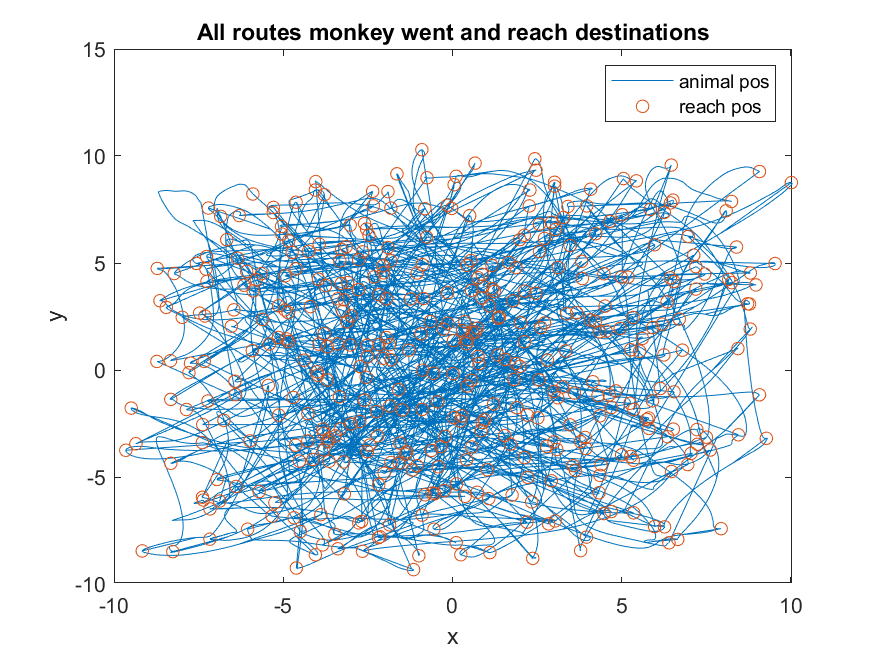 All routes monkey went and reach destinations
animal pos
reach pos
15
10
5
0
-5
-10
y
-10
-5
0
5
10
x